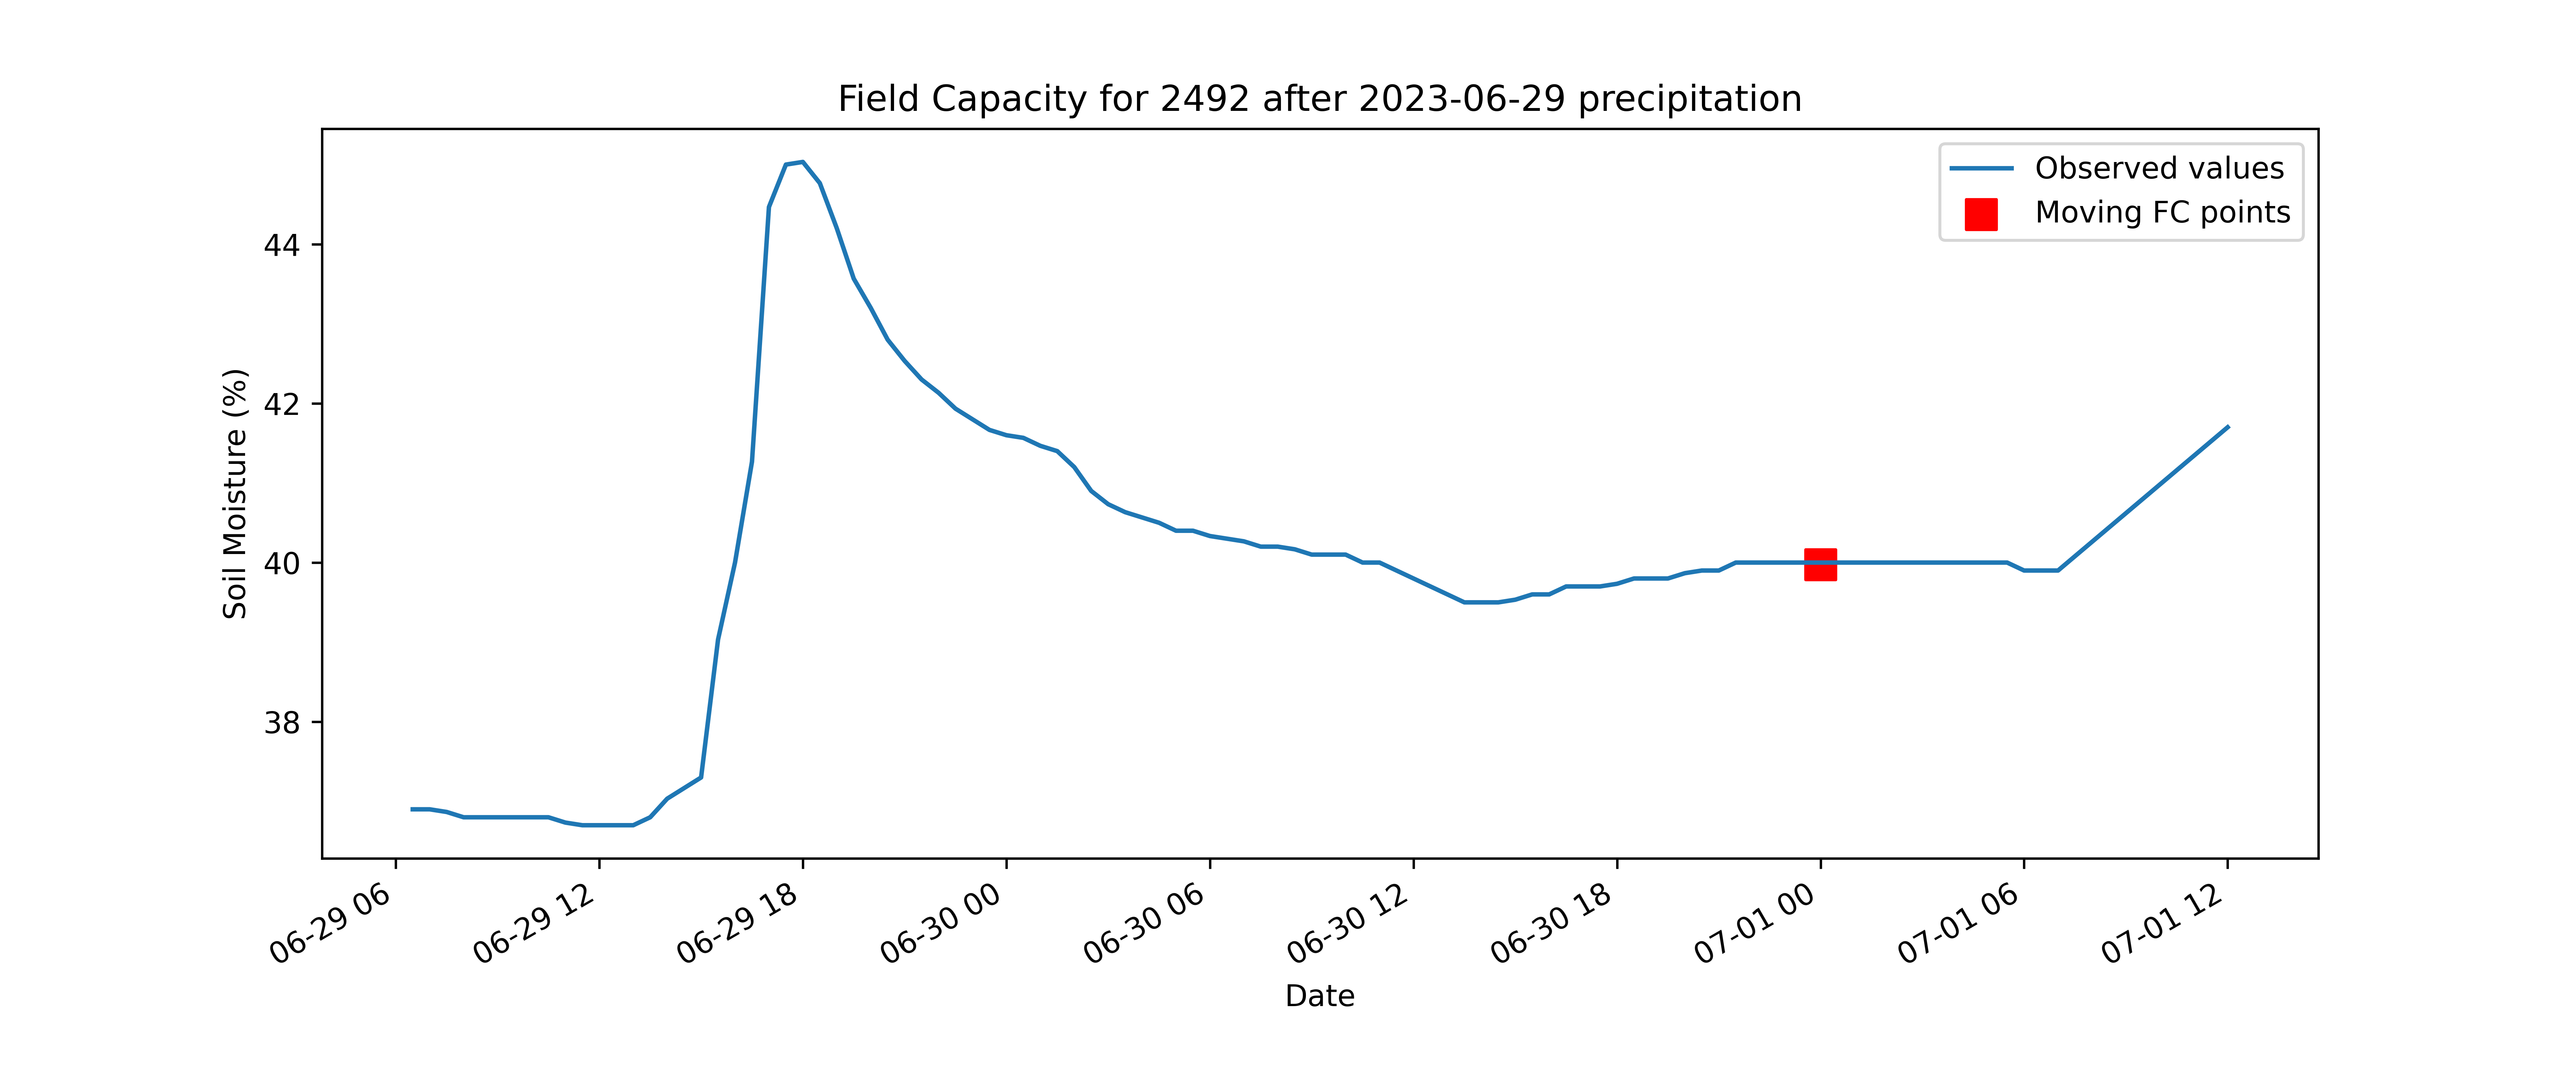 Field Capacity for 2492 after 2023-06-29 precipitation
Observed values
Moving FC points
Soil Moisture (%)
44
42
40
38
06-29 06
06-29 12
06-29 18
06-30 00
06-30 06
06-30 12
06-30 18
07-01 00
07-01 06
07-01 12
Date